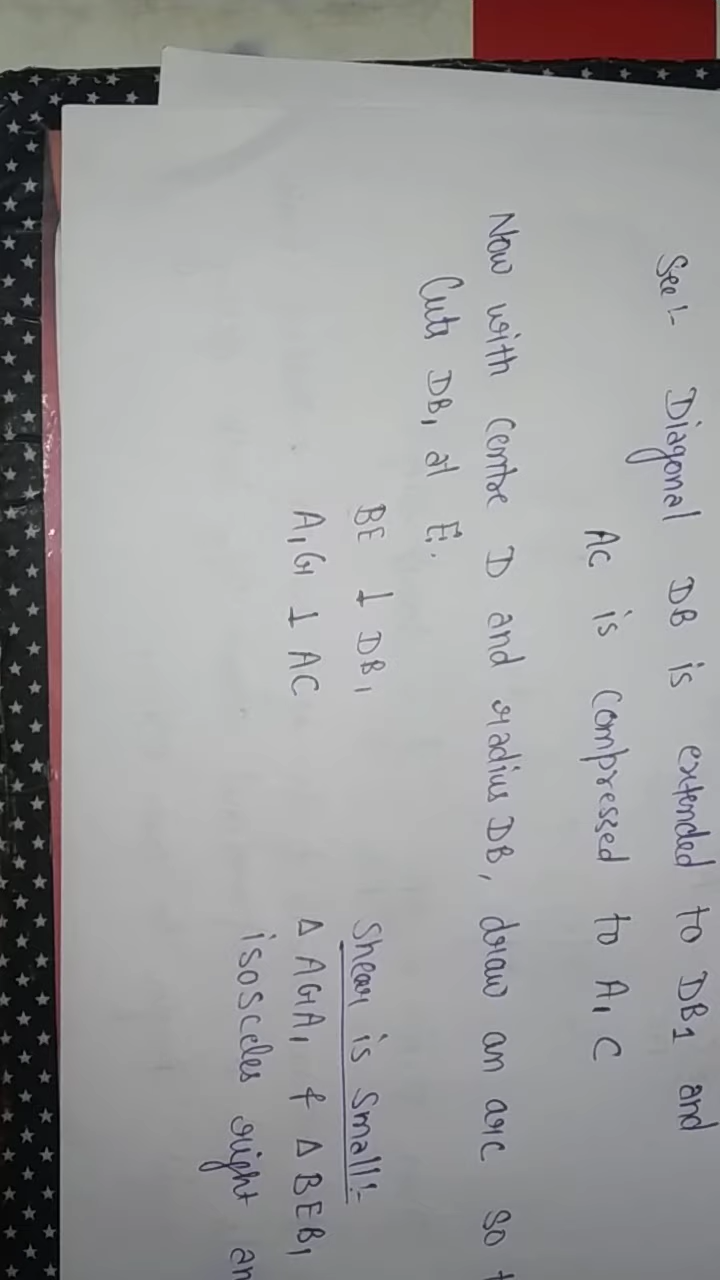 See:- Diagonal DB is extended to DB1 and
AC is compressed to A1C
Now with centre D and radius DB, draw an arc so
Cuts DB1 at E.
BE ⊥ DB1
A1G ⊥ AC
Shear is Small:-
Δ AGA1 & Δ BEB1
isosceles right